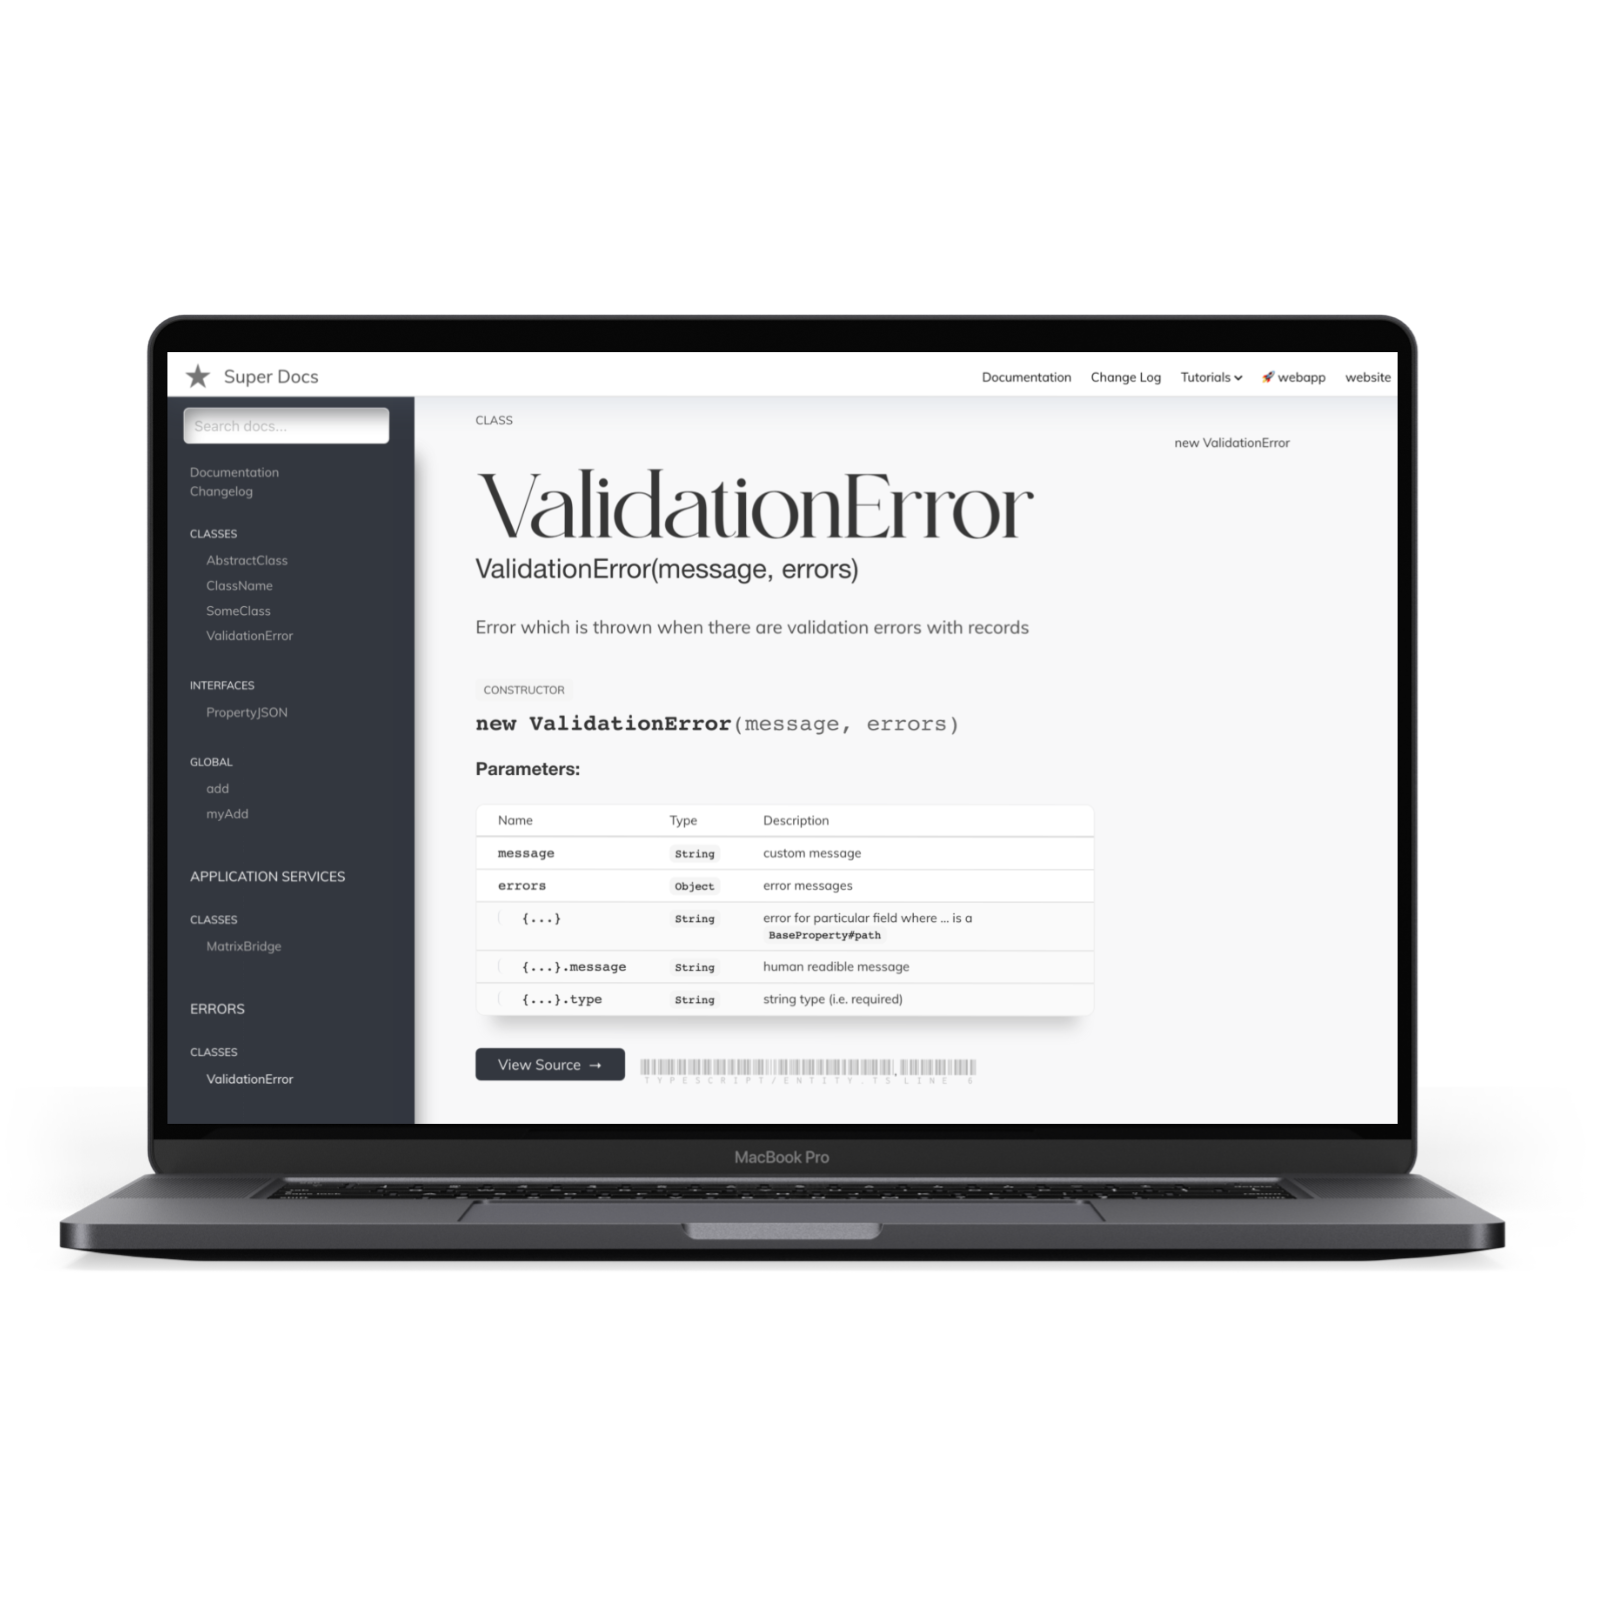 Super Docs
Documentation Change Log Tutorials 🚀 webapp website
Search docs...
Documentation
Changelog
CLASSES
AbstractClass
ClassName
SomeClass
ValidationError
INTERFACES
PropertyJSON
GLOBAL
add
myAdd
APPLICATION SERVICES
CLASSES
MatrixBridge
ERRORS
CLASSES
ValidationError
CLASS
ValidationError
ValidationError(message, errors)
Error which is thrown when there are validation errors with records
CONSTRUCTOR
new ValidationError(message, errors)
Parameters:
Name Type Description
message String custom message
errors Object error messages
{...} String error for particular field where ... is a
BaseProperty#path
{...}.message String human readible message
{...}.type String string type (i.e. required)
View Source →
TYPESCRIPT/ENTITY.TS LINE 6
new ValidationError
MacBook Pro